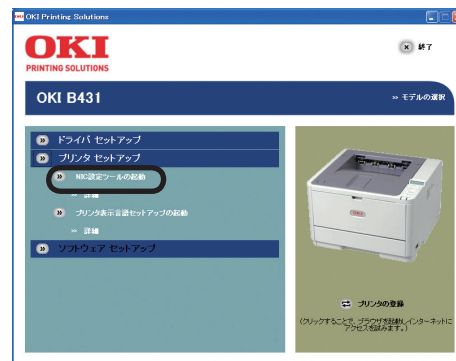 OKI Printing Solutions
OKI
PRINTING SOLUTIONS
終了
OKI B431
モデルの選択
ドライバ セットアップ
プリンタ セットアップ
NIC設定ツールの起動
詳細
プリンタ表示言語セットアップの起動
詳細
ソフトウェア セットアップ
プリンタの登録
(クリックすることで、ブラウザを起動しインターネットに
アクセスを試みます。)